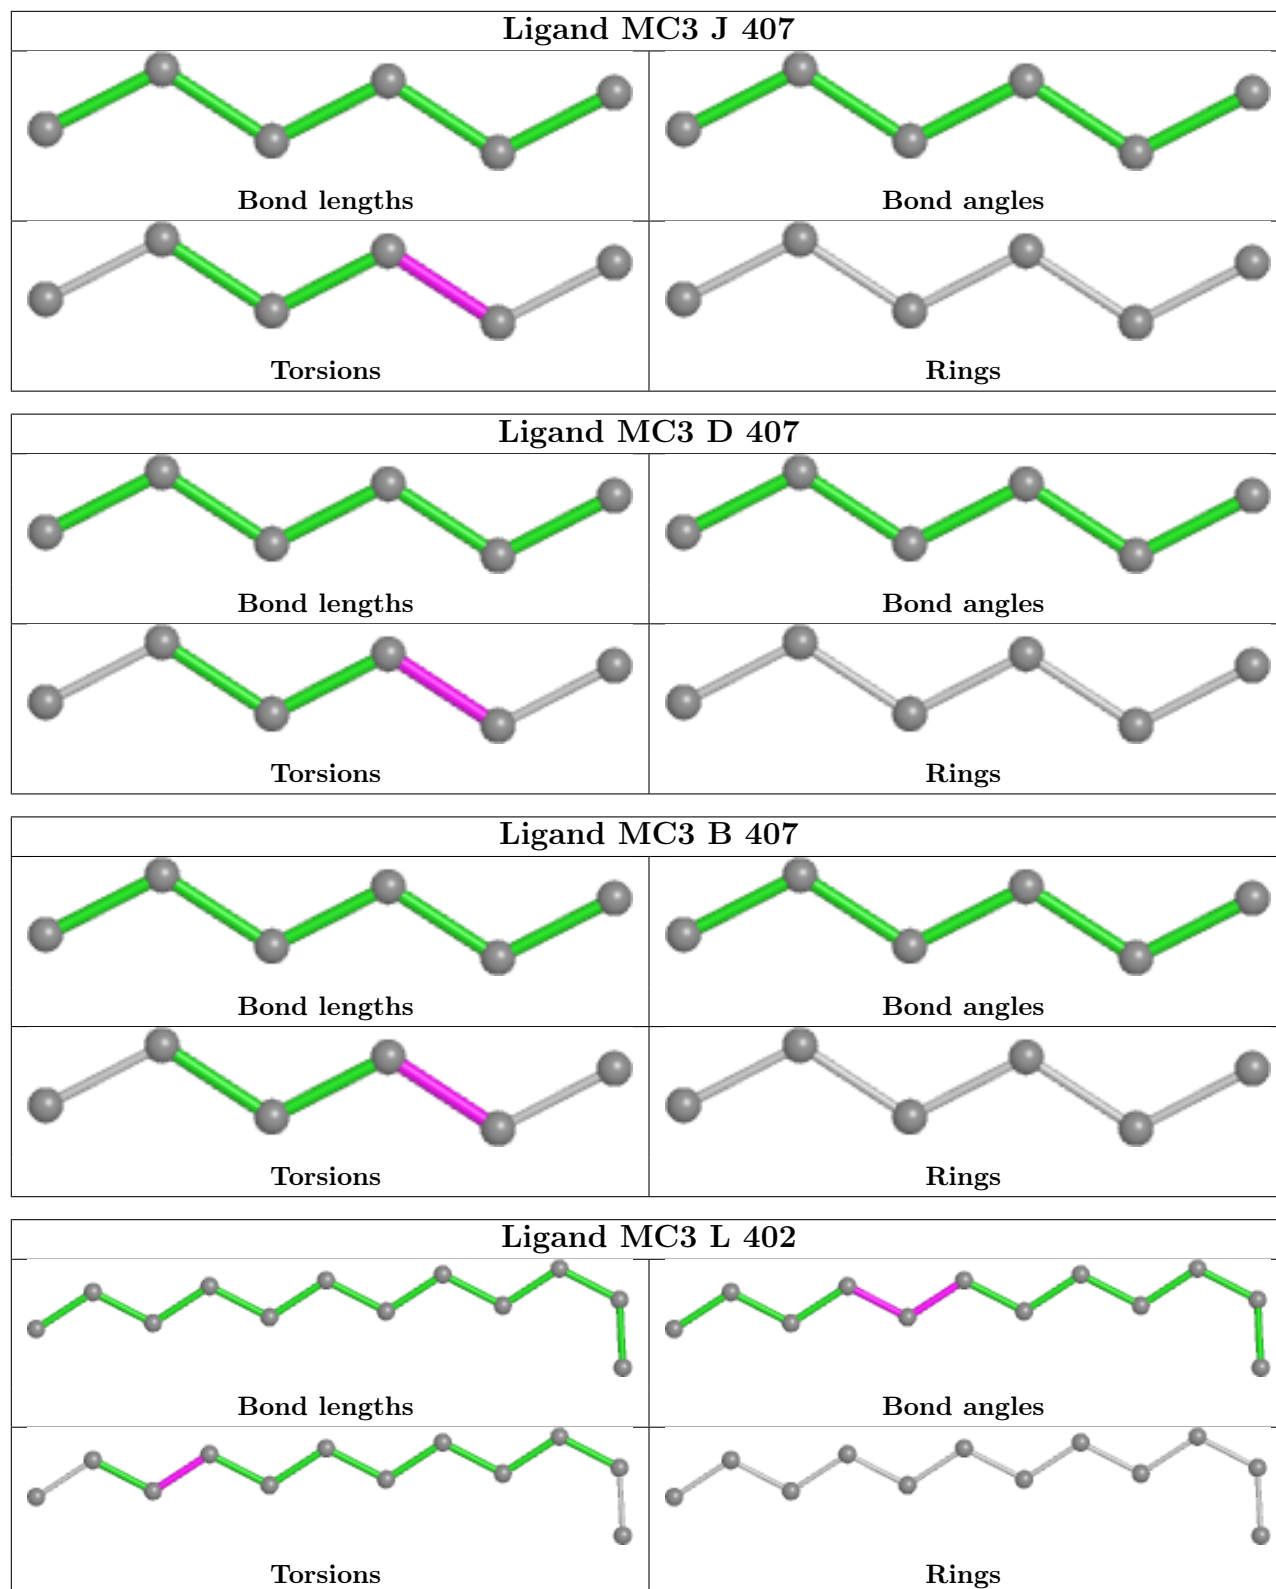 Ligand MC3 J 407
Bond lengths
Bond angles
Torsions
Rings
Ligand MC3 D 407
Bond lengths
Bond angles
Torsions
Rings
Ligand MC3 B 407
Bond lengths
Bond angles
Torsions
Rings
Ligand MC3 L 402
Bond lengths
Bond angles
Torsions
Rings